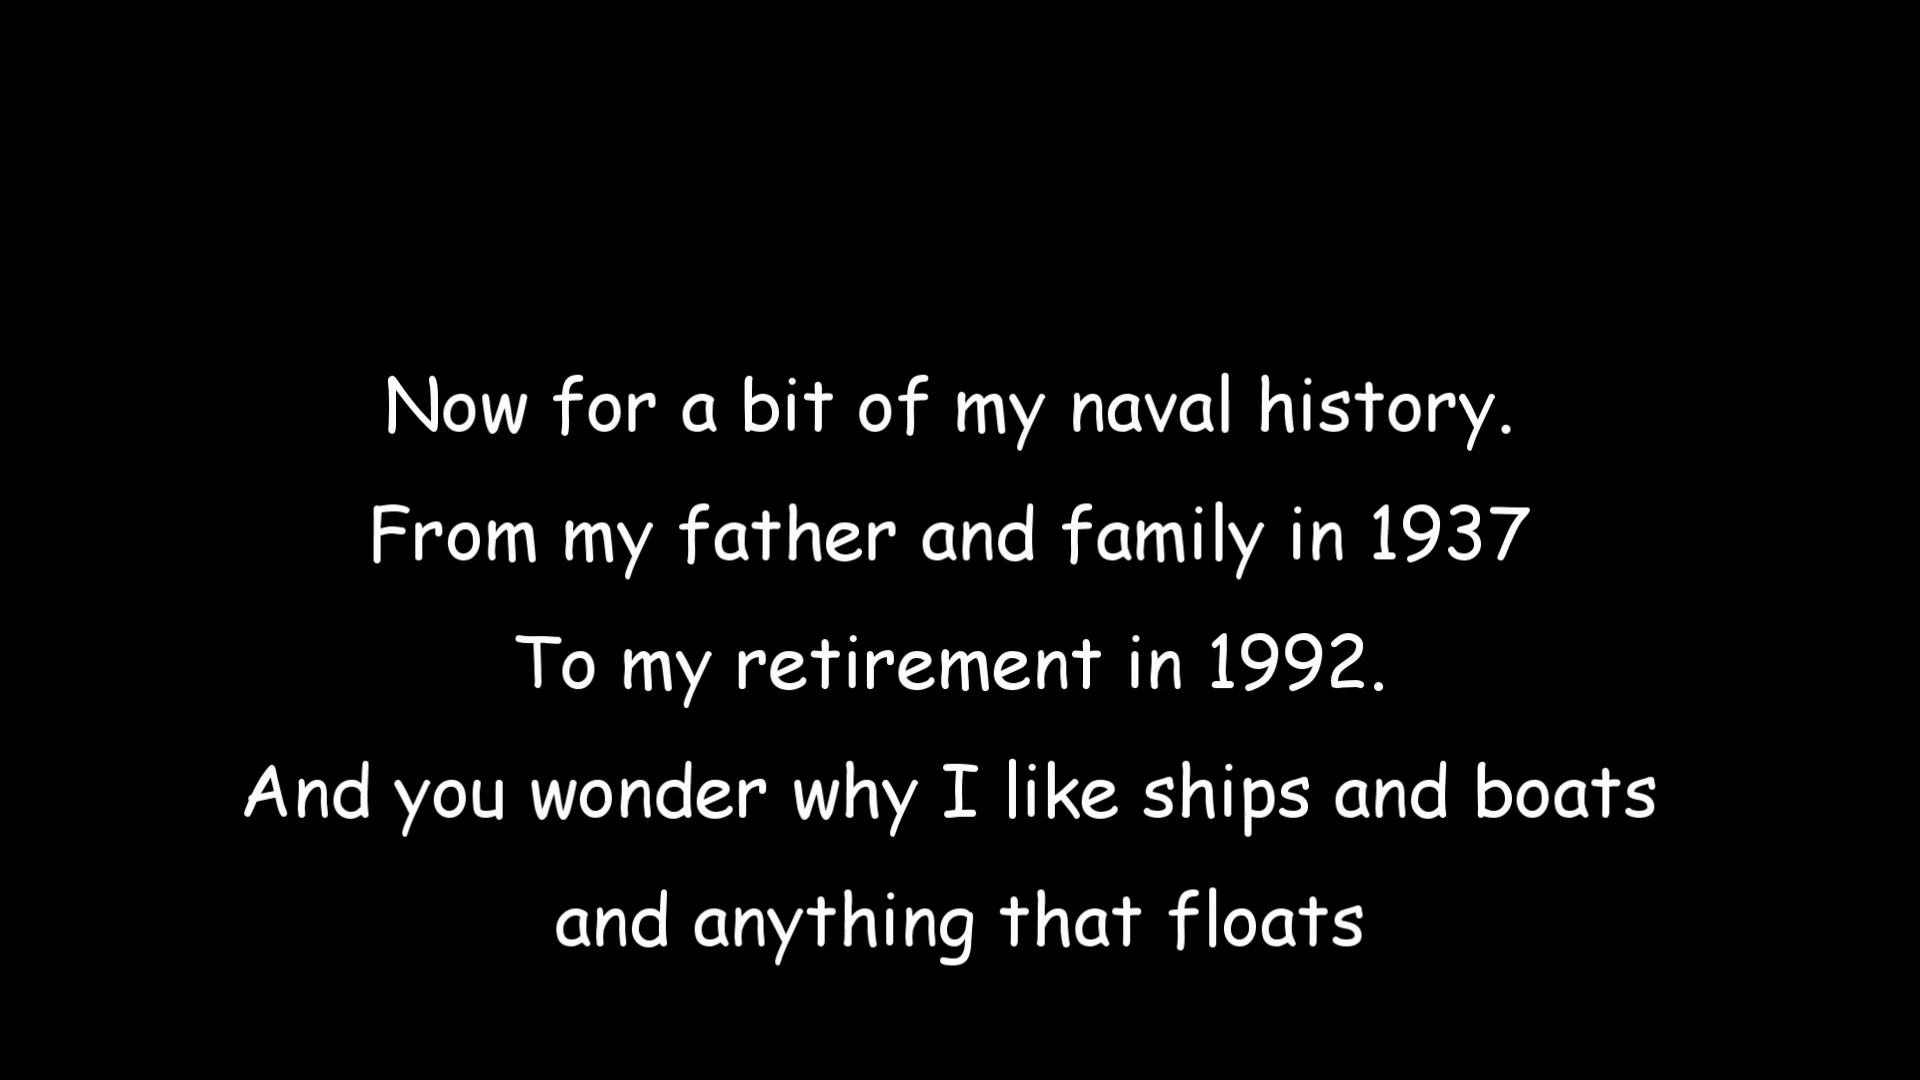 Now for a bit of my naval history.
From my father and family in 1937
To my retirement in 1992.
And you wonder why I like ships and boats
and anything that floats